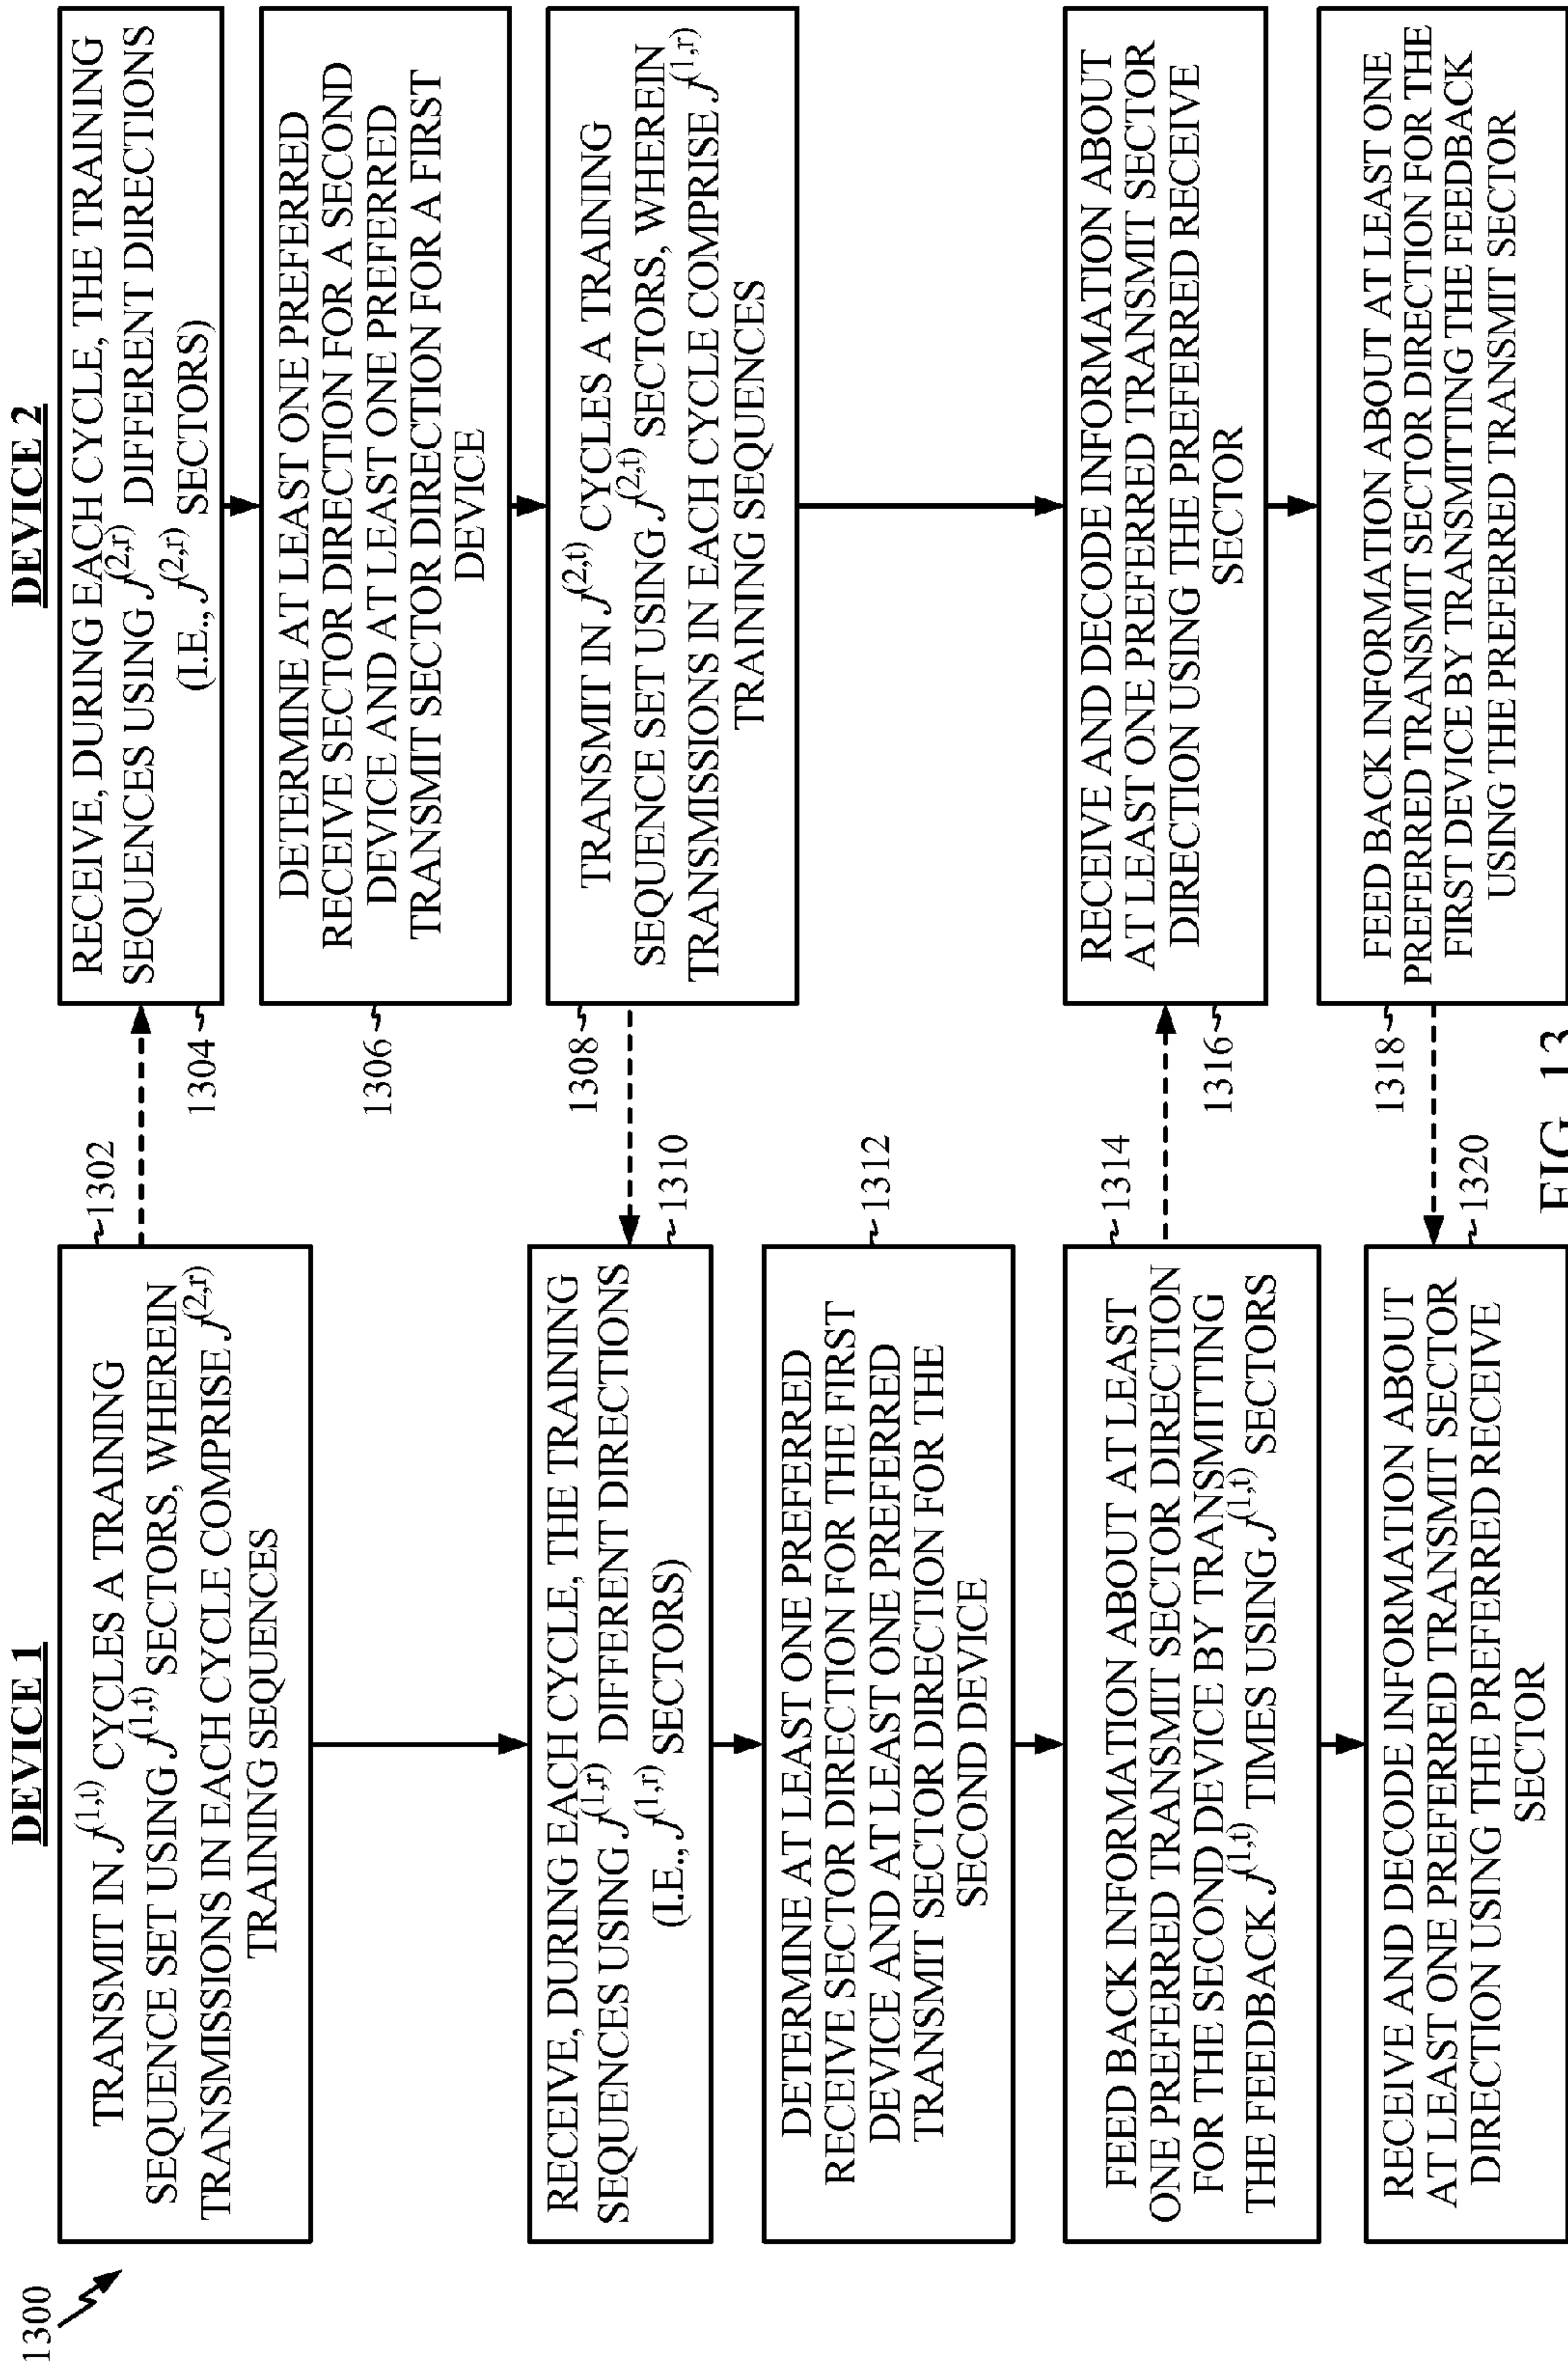 1300
DEVICE 1
TRANSMIT IN J^(1,t) CYCLES A TRAINING
SEQUENCE SET USING J^(1,t) SECTORS, WHEREIN
TRANSMISSIONS IN EACH CYCLE COMPRISE J^(2,r)
TRAINING SEQUENCES
1302
RECEIVE, DURING EACH CYCLE, THE TRAINING
SEQUENCES USING J^(1,r) DIFFERENT DIRECTIONS
(I.E., J^(1,r) SECTORS)
1310
DETERMINE AT LEAST ONE PREFERRED
RECEIVE SECTOR DIRECTION FOR THE FIRST
DEVICE AND AT LEAST ONE PREFERRED
TRANSMIT SECTOR DIRECTION FOR THE
SECOND DEVICE
1312
FEED BACK INFORMATION ABOUT AT LEAST
ONE PREFERRED TRANSMIT SECTOR DIRECTION
FOR THE SECOND DEVICE BY TRANSMITTING
THE FEEDBACK J^(1,t) TIMES USING J^(1,t) SECTORS
1314
RECEIVE AND DECODE INFORMATION ABOUT
AT LEAST ONE PREFERRED TRANSMIT SECTOR
DIRECTION USING THE PREFERRED RECEIVE
SECTOR
1320
DEVICE 2
RECEIVE, DURING EACH CYCLE, THE TRAINING
SEQUENCES USING J^(2,r) DIFFERENT DIRECTIONS
(I.E., J^(2,r) SECTORS)
1304
DETERMINE AT LEAST ONE PREFERRED
RECEIVE SECTOR DIRECTION FOR A SECOND
DEVICE AND AT LEAST ONE PREFERRED
TRANSMIT SECTOR DIRECTION FOR A FIRST
DEVICE
1306
TRANSMIT IN J^(2,t) CYCLES A TRAINING
SEQUENCE SET USING J^(2,t) SECTORS, WHEREIN
TRANSMISSIONS IN EACH CYCLE COMPRISE J^(1,r)
TRAINING SEQUENCES
1308
RECEIVE AND DECODE INFORMATION ABOUT
AT LEAST ONE PREFERRED TRANSMIT SECTOR
DIRECTION USING THE PREFERRED RECEIVE
SECTOR
1316
FEED BACK INFORMATION ABOUT AT LEAST ONE
PREFERRED TRANSMIT SECTOR DIRECTION FOR THE
FIRST DEVICE BY TRANSMITTING THE FEEDBACK
USING THE PREFERRED TRANSMIT SECTOR
1318
FIG. 13